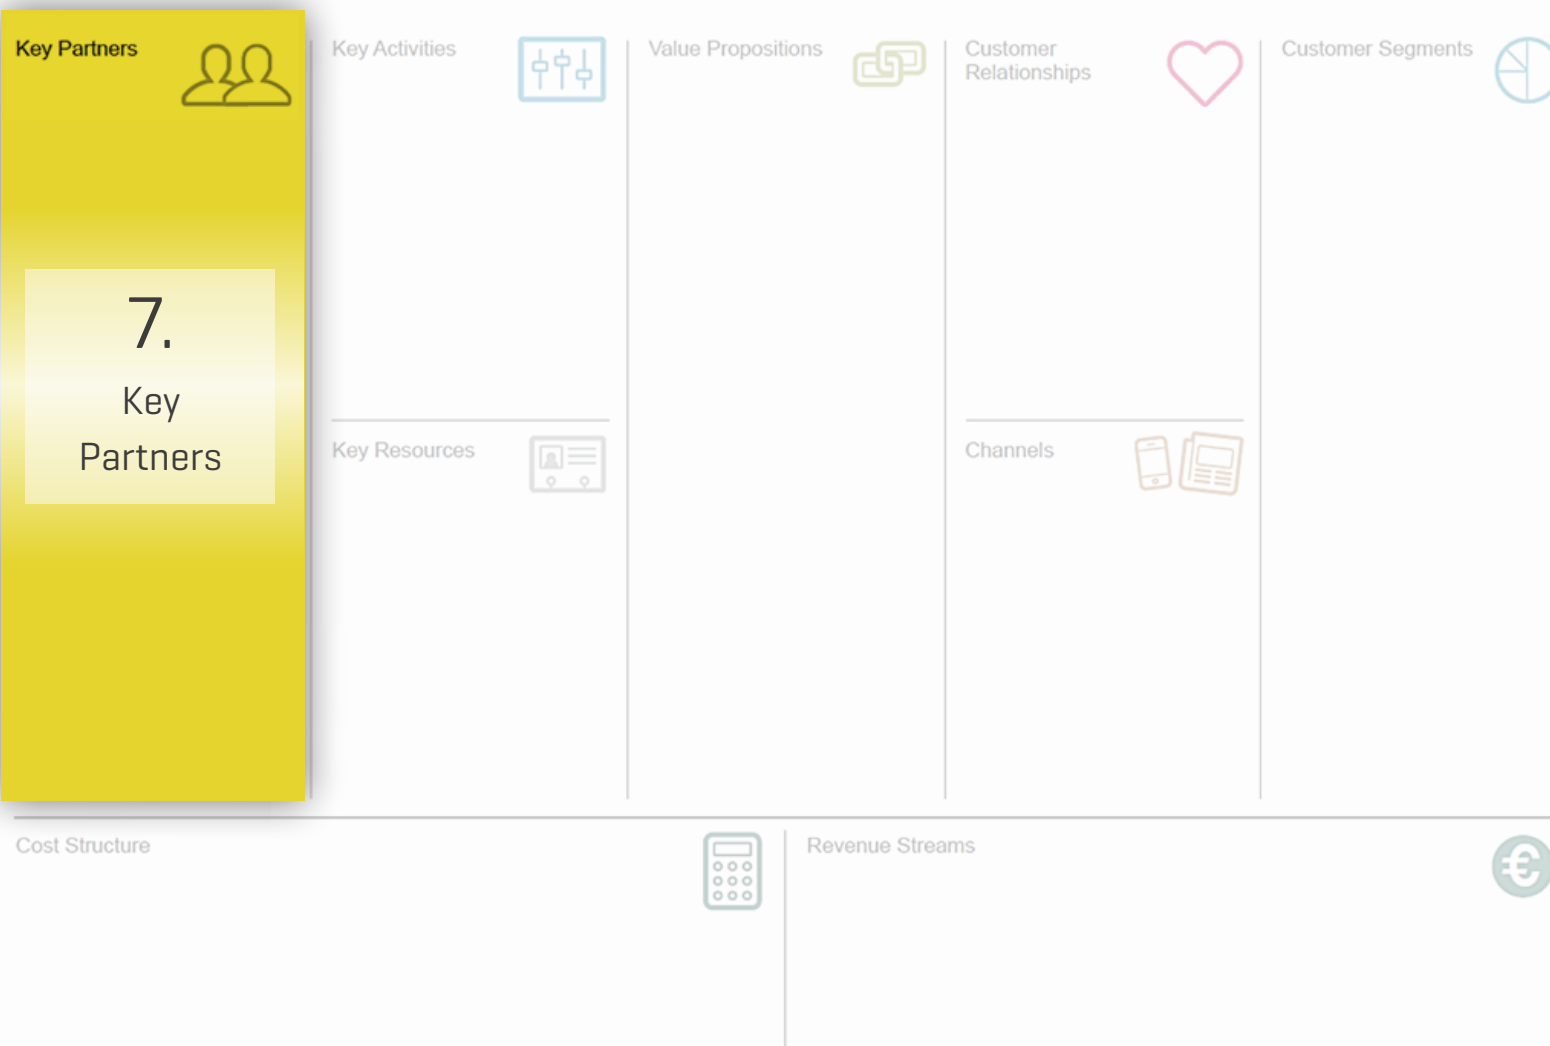 Key Partners
7.
Key
Partners
Key Activities
Key Resources
Value Propositions
Customer
Relationships
Channels
Customer Segments
Cost Structure
Revenue Streams
€